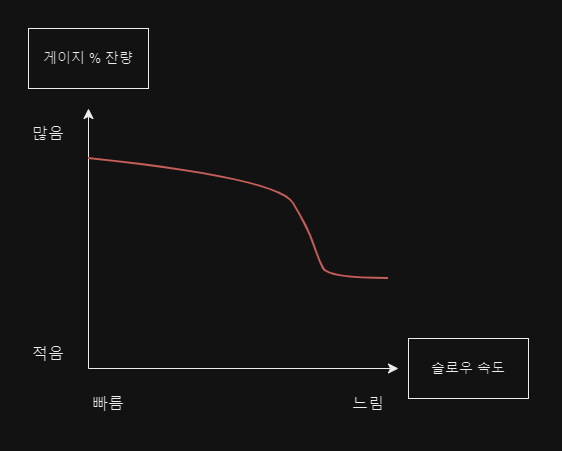 게이지 % 잔량
많음
적음
슬로우 속도
빠름
느림